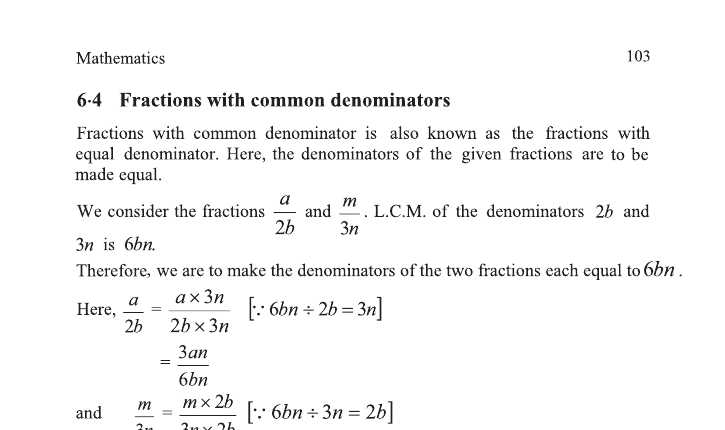 Mathematics 103
6·4 Fractions with common denominators
Fractions with common denominator is also known as the fractions with
equal denominator. Here, the denominators of the given fractions are to be
made equal.
We consider the fractions a/2b and m/3n . L.C.M. of the denominators 2b and
3n is 6bn.
Therefore, we are to make the denominators of the two fractions each equal to 6bn .
Here, a/2b = a × 3n/2b × 3n [∵ 6bn ÷ 2b = 3n]
= 3an/6bn
and m/3n = m × 2b/3n × 2b [∵ 6bn ÷ 3n = 2b]